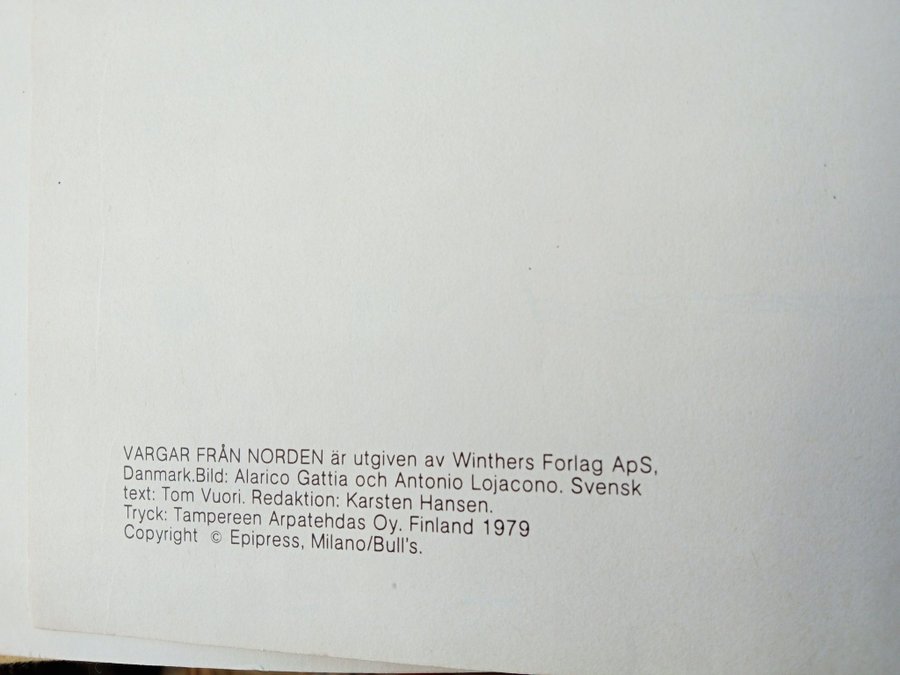 VARGAR FRÅN NORDEN är utgiven av Winthers Forlag ApS,
Danmark.Bild: Alarico Gattia och Antonio Lojacono. Svensk
text: Tom Vuori. Redaktion: Karsten Hansen.
Tryck: Tampereen Arpatehdas Oy. Finland 1979
Copyright © Epipress, Milano/Bull's.